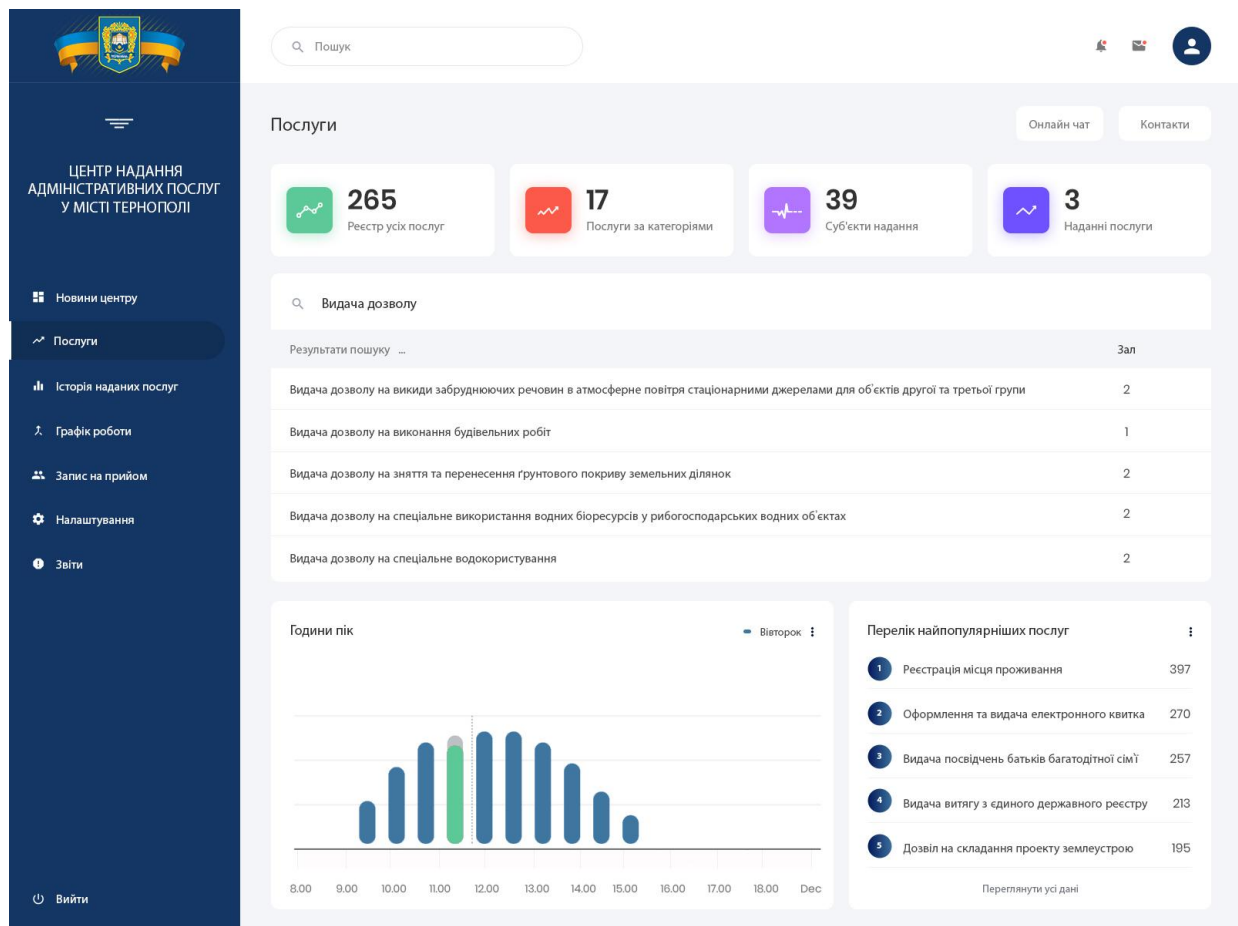 Пошук
ЦЕНТР НАДАННЯ
АДМІНІСТРАТИВНИХ ПОСЛУГ
У МІСТІ ТЕРНОПОЛІ
Новини центру
Послуги
Історія наданих послуг
Графік роботи
Запис на прийом
Налаштування
Звіти
Вийти
Послуги
Онлайн чат
Контакти
265
Реєстр усіх послуг
17
Послуги за категоріями
39
Суб'єкти надання
3
Наданні послуги
Видача дозволу
Результати пошуку ... Зал
Видача дозволу на викиди забруднюючих речовин в атмосферне повітря стаціонарними джерелами для об'єктів другої та третьої групи 2
Видача дозволу на виконання будівельних робіт 1
Видача дозволу на зняття та перенесення ґрунтового покриву земельних ділянок 2
Видача дозволу на спеціальне використання водних біоресурсів у рибогосподарських водних об'єктах 2
Видача дозволу на спеціальне водокористування 2
Години пік
Вівторок
8.00 9.00 10.00 11.00 12.00 13.00 14.00 15.00 16.00 17.00 18.00 Dec
Перелік найпопулярніших послуг
1 Реєстрація місця проживання 397
2 Оформлення та видача електронного квитка 270
3 Видача посвідчень батьків багатодітної сім'ї 257
4 Видача витягу з єдиного державного реєстру 213
5 Дозвіл на складання проекту землеустрою 195
Переглянути усі дані